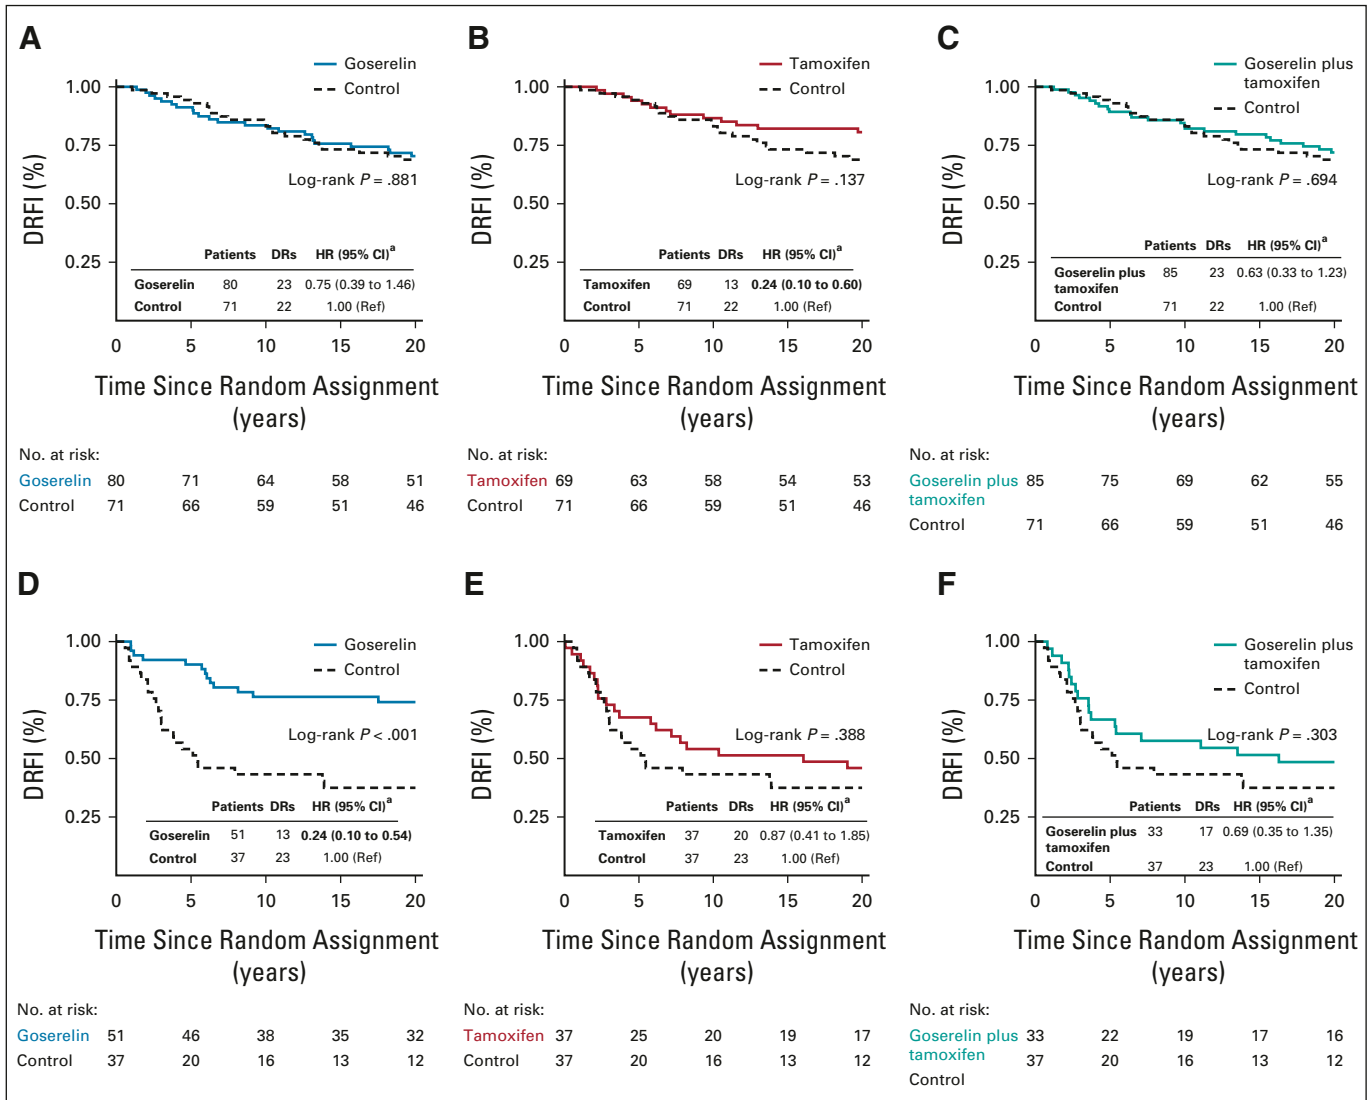 A
Goserelin
Control
1.00
0.75
0.50
0.25
DRFI (%)
Log-rank P = .881
Patients DRs HR (95% CI)a
Goserelin 80 23 0.75 (0.39 to 1.46)
Control 71 22 1.00 (Ref)
0 5 10 15 20
Time Since Random Assignment
(years)
No. at risk:
Goserelin 80 71 64 58 51
Control 71 66 59 51 46
B
Tamoxifen
Control
1.00
0.75
0.50
0.25
DRFI (%)
Log-rank P = .137
Patients DRs HR (95% CI)a
Tamoxifen 69 13 0.24 (0.10 to 0.60)
Control 71 22 1.00 (Ref)
0 5 10 15 20
Time Since Random Assignment
(years)
No. at risk:
Tamoxifen 69 63 58 54 53
Control 71 66 59 51 46
C
Goserelin plus
tamoxifen
Control
1.00
0.75
0.50
0.25
DRFI (%)
Log-rank P = .694
Patients DRs HR (95% CI)a
Goserelin plus 85 23 0.63 (0.33 to 1.23)
tamoxifen
Control 71 22 1.00 (Ref)
0 5 10 15 20
Time Since Random Assignment
(years)
No. at risk:
Goserelin plus 85 75 69 62 55
tamoxifen
Control 71 66 59 51 46
D
Goserelin
Control
1.00
0.75
0.50
0.25
DRFI (%)
Log-rank P < .001
Patients DRs HR (95% CI)a
Goserelin 51 13 0.24 (0.10 to 0.54)
Control 37 23 1.00 (Ref)
0 5 10 15 20
Time Since Random Assignment
(years)
No. at risk:
Goserelin 51 46 38 35 32
Control 37 20 16 13 12
E
Tamoxifen
Control
1.00
0.75
0.50
0.25
DRFI (%)
Log-rank P = .388
Patients DRs HR (95% CI)a
Tamoxifen 37 20 0.87 (0.41 to 1.85)
Control 37 23 1.00 (Ref)
0 5 10 15 20
Time Since Random Assignment
(years)
No. at risk:
Tamoxifen 37 25 20 19 17
Control 37 20 16 13 12
F
Goserelin plus
tamoxifen
Control
1.00
0.75
0.50
0.25
DRFI (%)
Log-rank P = .303
Patients DRs HR (95% CI)a
Goserelin plus 33 17 0.69 (0.35 to 1.35)
tamoxifen
Control 37 23 1.00 (Ref)
0 5 10 15 20
Time Since Random Assignment
(years)
No. at risk:
Goserelin plus 33 22 19 17 16
tamoxifen 37 20 16 13 12
Control